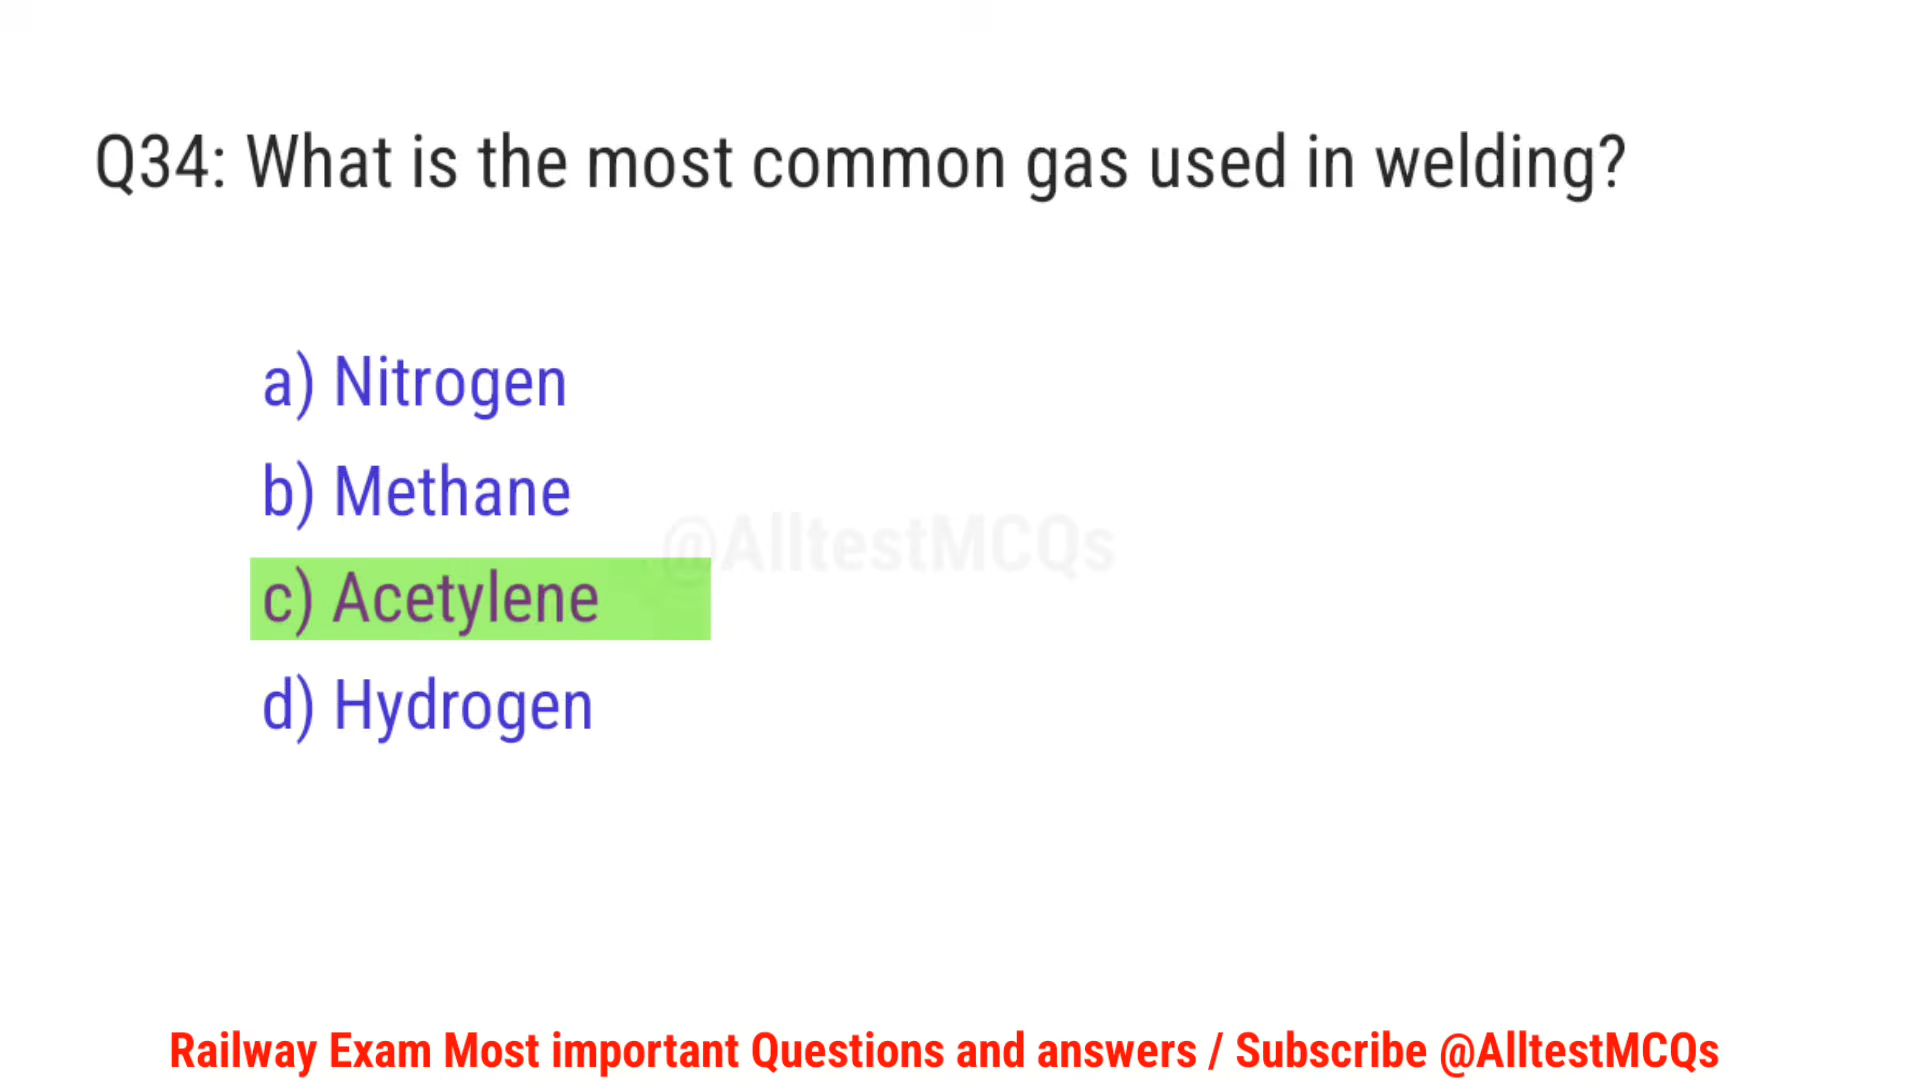 Q34: What is the most common gas used in welding?
a) Nitrogen
b) Methane
@AlltestMCQs
c) Acetylene
d) Hydrogen
Railway Exam Most important Questions and answers / Subscribe @AlltestMCQs